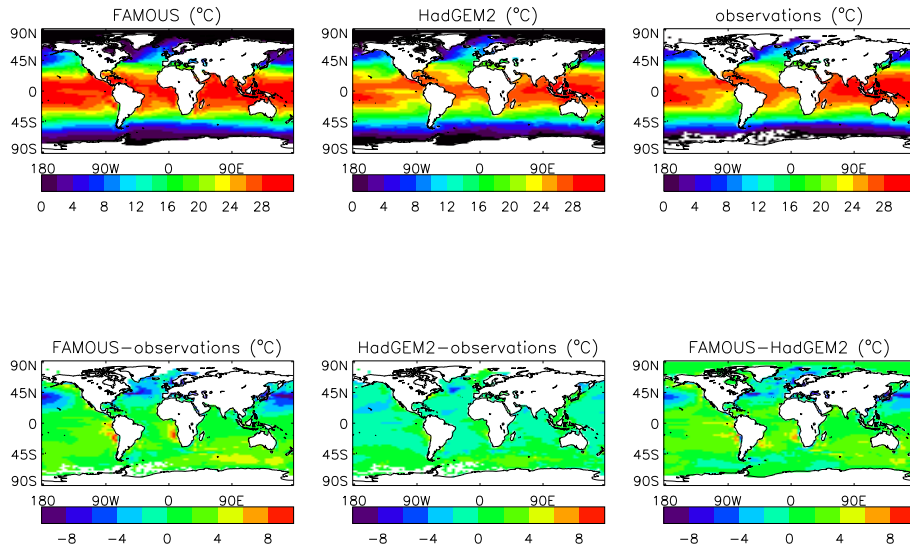 FAMOUS (°C)
HadGEM2 (°C)
observations (°C)
90N
45N
0
45S
90S
180 90W 0 90E
0 4 8 12 16 20 24 28
90N
45N
0
45S
90S
180 90W 0 90E
0 4 8 12 16 20 24 28
90N
45N
0
45S
90S
180 90W 0 90E
0 4 8 12 16 20 24 28
FAMOUS-observations (°C)
HadGEM2-observations (°C)
FAMOUS-HadGEM2 (°C)
90N
45N
0
45S
90S
180 90W 0 90E
-8 -4 0 4 8
90N
45N
0
45S
90S
180 90W 0 90E
-8 -4 0 4 8
90N
45N
0
45S
90S
180 90W 0 90E
-8 -4 0 4 8